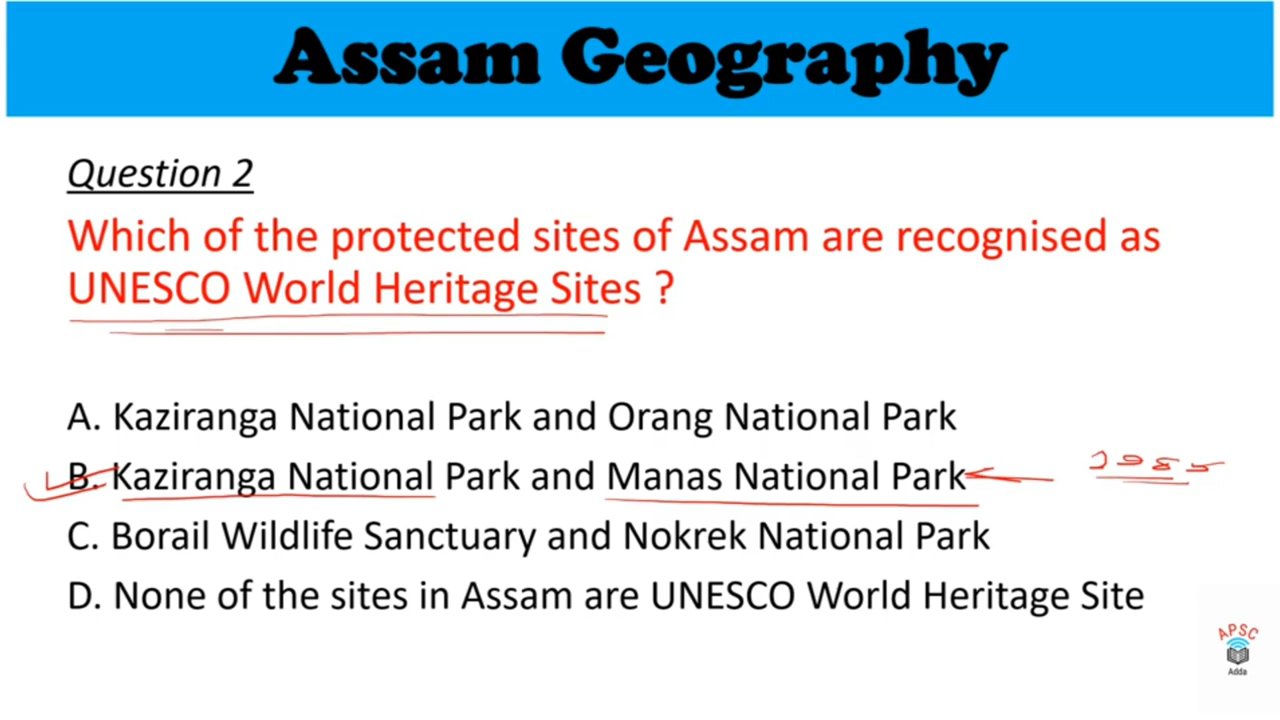 Assam Geography
Question 2
Which of the protected sites of Assam are recognised as
UNESCO World Heritage Sites ?
A. Kaziranga National Park and Orang National Park
B. Kaziranga National Park and Manas National Park
1985
C. Borail Wildlife Sanctuary and Nokrek National Park
D. None of the sites in Assam are UNESCO World Heritage Site
APSC
Adda